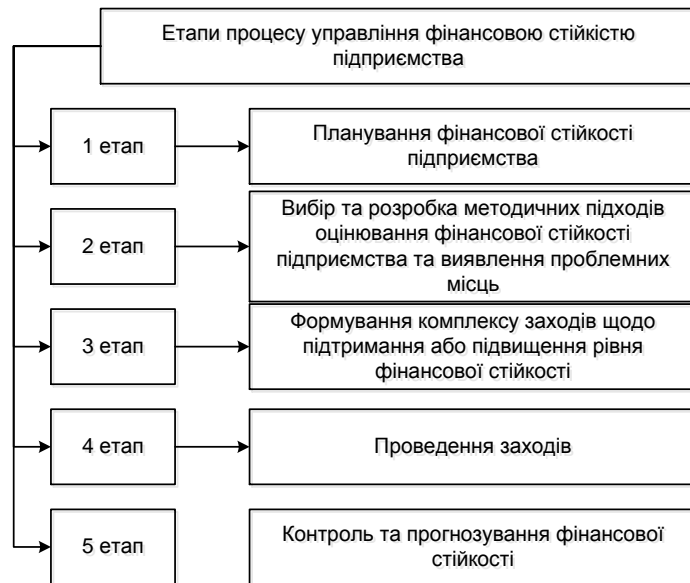 Етапи процесу управління фінансовою стійкістю
підприємства
1 етап
Планування фінансової стійкості
підприємства
2 етап
Вибір та розробка методичних підходів
оцінювання фінансової стійкості
підприємства та виявлення проблемних
місць
3 етап
Формування комплексу заходів щодо
підтримання або підвищення рівня
фінансової стійкості
4 етап
Проведення заходів
5 етап
Контроль та прогнозування фінансової
стійкості